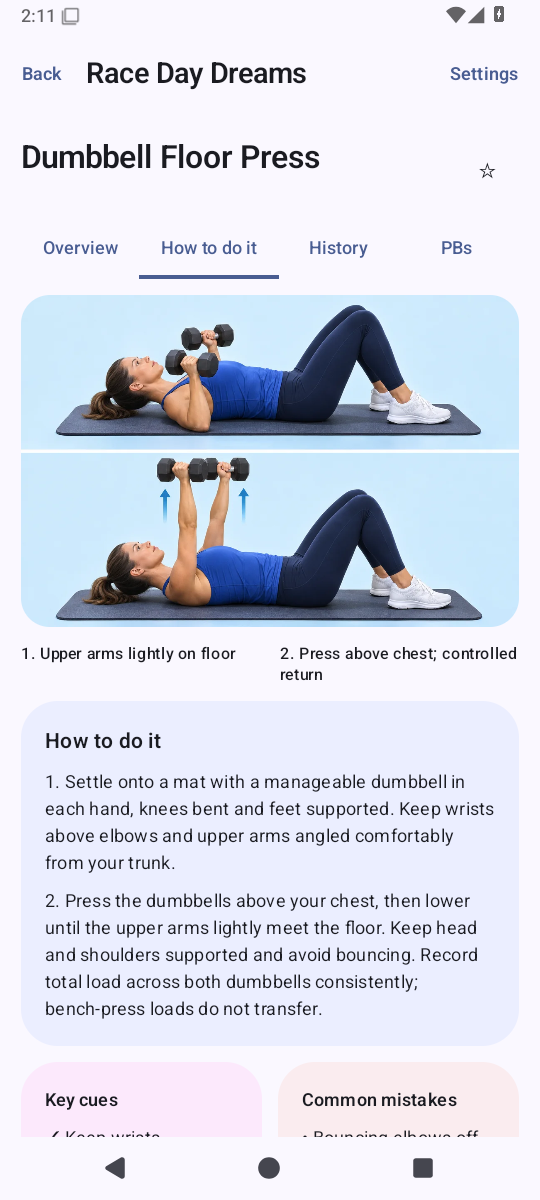 2:11
Back Race Day Dreams Settings
Dumbbell Floor Press
☆
Overview How to do it History PBs
1. Upper arms lightly on floor
2. Press above chest; controlled
return
How to do it
1. Settle onto a mat with a manageable dumbbell in
each hand, knees bent and feet supported. Keep wrists
above elbows and upper arms angled comfortably
from your trunk.
2. Press the dumbbells above your chest, then lower
until the upper arms lightly meet the floor. Keep head
and shoulders supported and avoid bouncing. Record
total load across both dumbbells consistently;
bench-press loads do not transfer.
Key cues
✓ Keep wrists
Common mistakes
• Bouncing elbows off